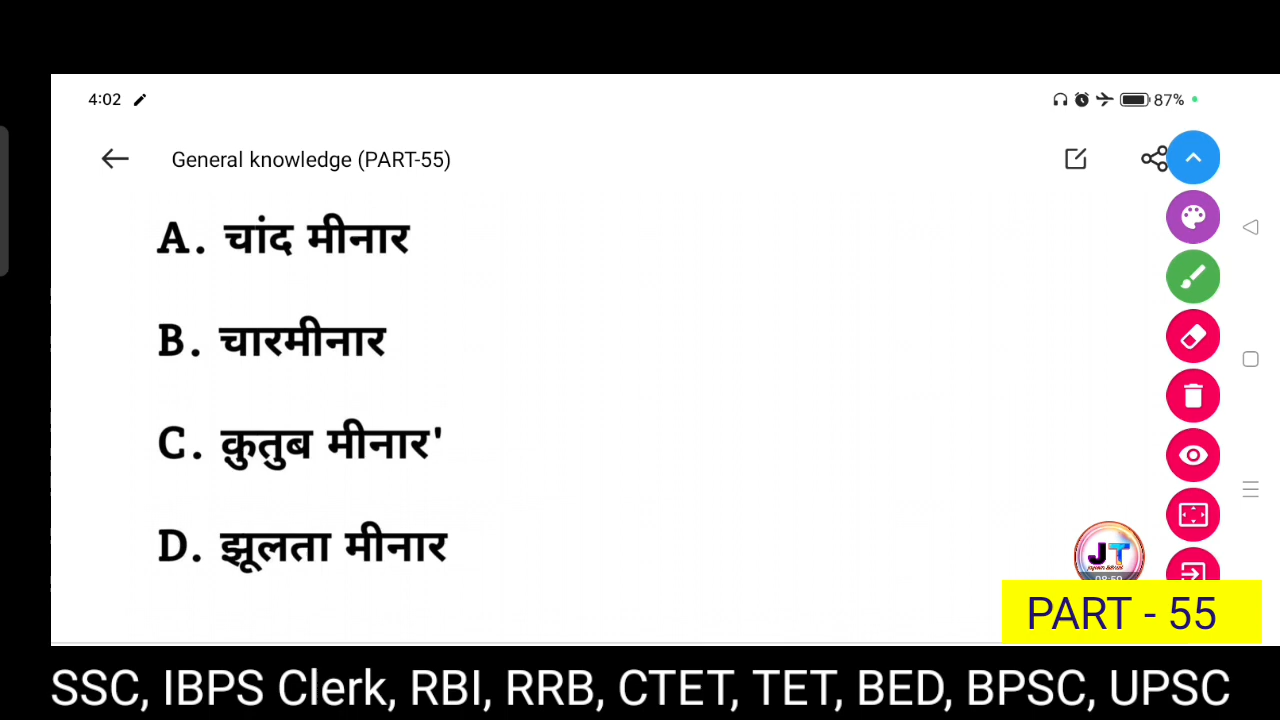 4:02
87%
General knowledge (PART-55)
A. चांद मीनार
B. चारमीनार
C. क़ुतुब मीनार'
D. झूलता मीनार
JT
PART - 55
SSC, IBPS Clerk, RBI, RRB, CTET, TET, BED, BPSC, UPSC